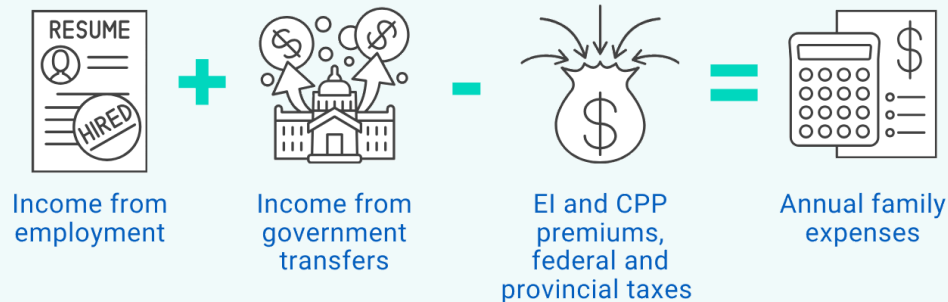 RESUME
HIRED
+
$
$
-
$
=
$
Income from
employment
Income from
government
transfers
EI and CPP
premiums,
federal and
provincial taxes
Annual family
expenses